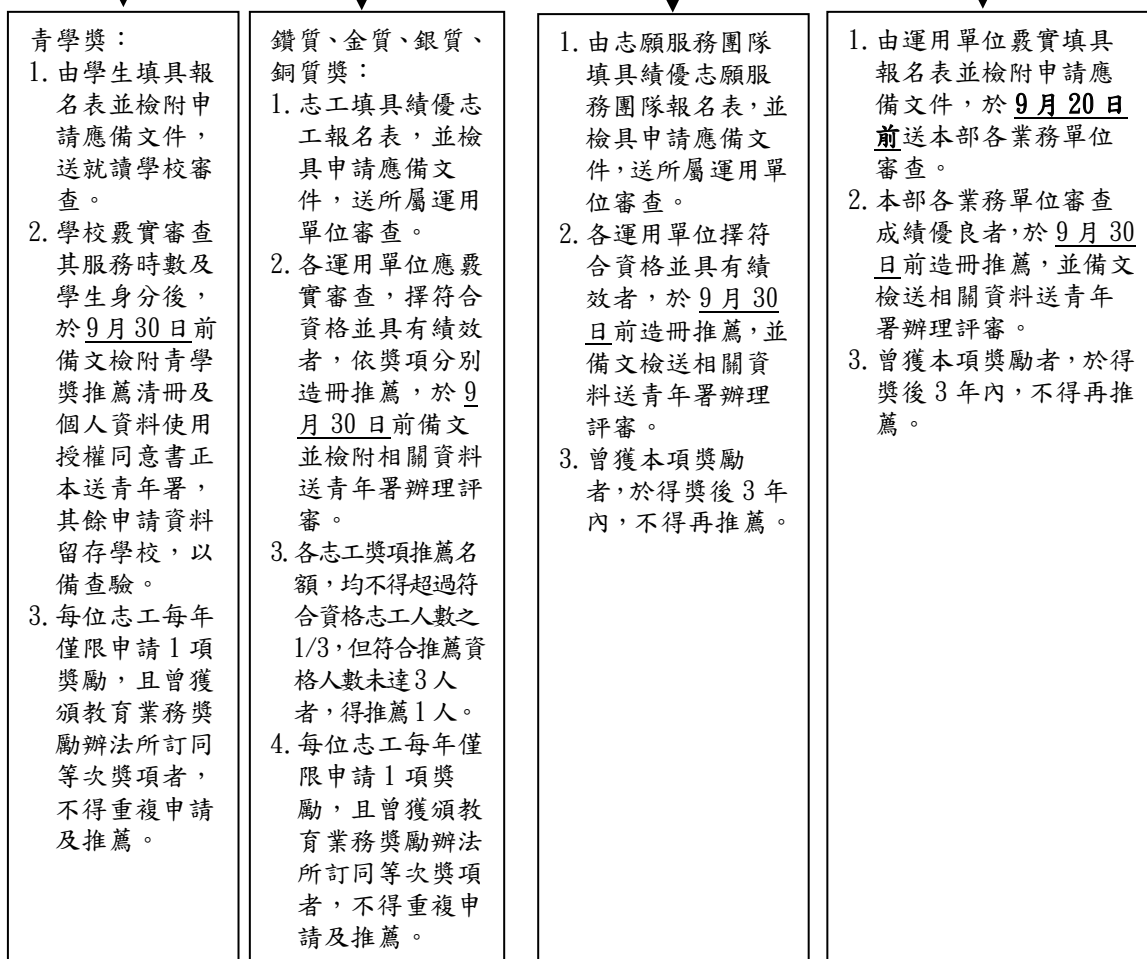 青學獎：
1. 由學生填具報
名表並檢附申
請應備文件，
送就讀學校審
查。
2. 學校覈實審查
其服務時數及
學生身分後，
於9月30日前
備文檢附青學
獎推薦清冊及
個人資料使用
授權同意書正
本送青年署，
其餘申請資料
留存學校，以
備查驗。
3. 每位志工每年
僅限申請1項
獎勵，且曾獲
頒教育業務獎
勵辦法所訂同
等次獎項者，
不得重複申請
及推薦。
鑽質、金質、銀質、
銅質獎：
1. 志工填具績優志
工報名表，並檢
具申請應備文
件，送所屬運用
單位審查。
2. 各運用單位應覈
實審查，擇符合
資格並具有績效
者，依獎項分別
造冊推薦，於9
月30日前備文
並檢附相關資料
送青年署辦理評
審。
3. 各志工獎項推薦名
額，均不得超過符
合資格志工人數之
1/3，但符合推薦資
格人數未達3人
者，得推薦1人。
4. 每位志工每年僅
限申請1項獎
勵，且曾獲頒教
育業務獎勵辦法
所訂同等次獎項
者，不得重複申
請及推薦。
1. 由志願服務團隊
填具績優志願服
務團隊報名表，並
檢具申請應備文
件，送所屬運用單
位審查。
2. 各運用單位擇符
合資格並具有績
效者，於9月30
日前造冊推薦，並
備文檢送相關資
料送青年署辦理
評審。
3. 曾獲本項獎勵
者，於得獎後3年
內，不得再推薦。
1. 由運用單位覈實填具
報名表並檢附申請應
備文件，於9月20日
前送本部各業務單位
審查。
2. 本部各業務單位審查
成績優良者，於9月30
日前造冊推薦，並備文
檢送相關資料送青年
署辦理評審。
3. 曾獲本項獎勵者，於得
獎後3年內，不得再推
薦。